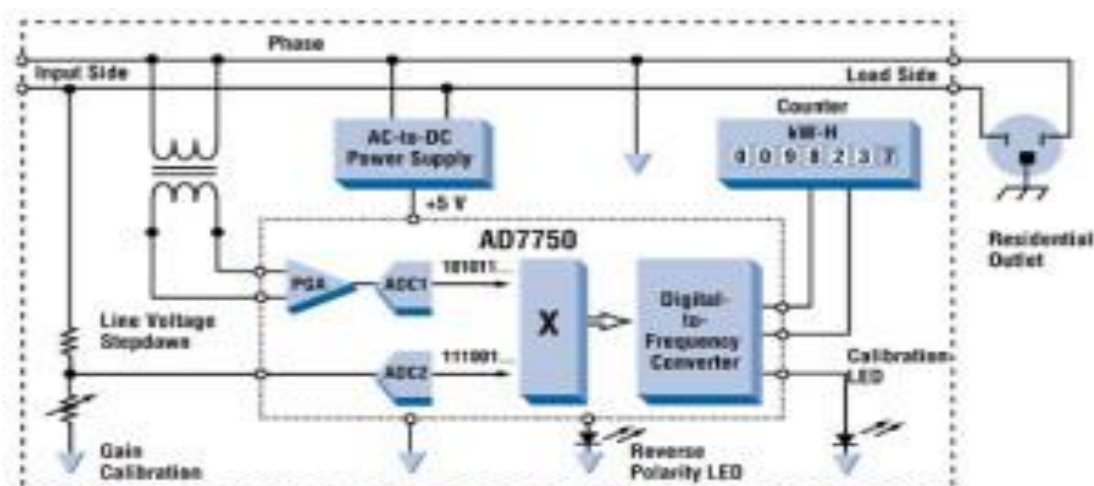 Phase
Input Side
Load Side
Counter
kW-H
0 0 9 8 2 3 7
AC-to-DC
Power Supply
+5 V
AD7750
Residential
Outlet
PGA
ADC1
101011...
X
Digital-
to-
Frequency
Converter
Line Voltage
Stepdown
ADC2
111001...
Calibration
LED
Gain
Calibration
Reverse
Polarity LED